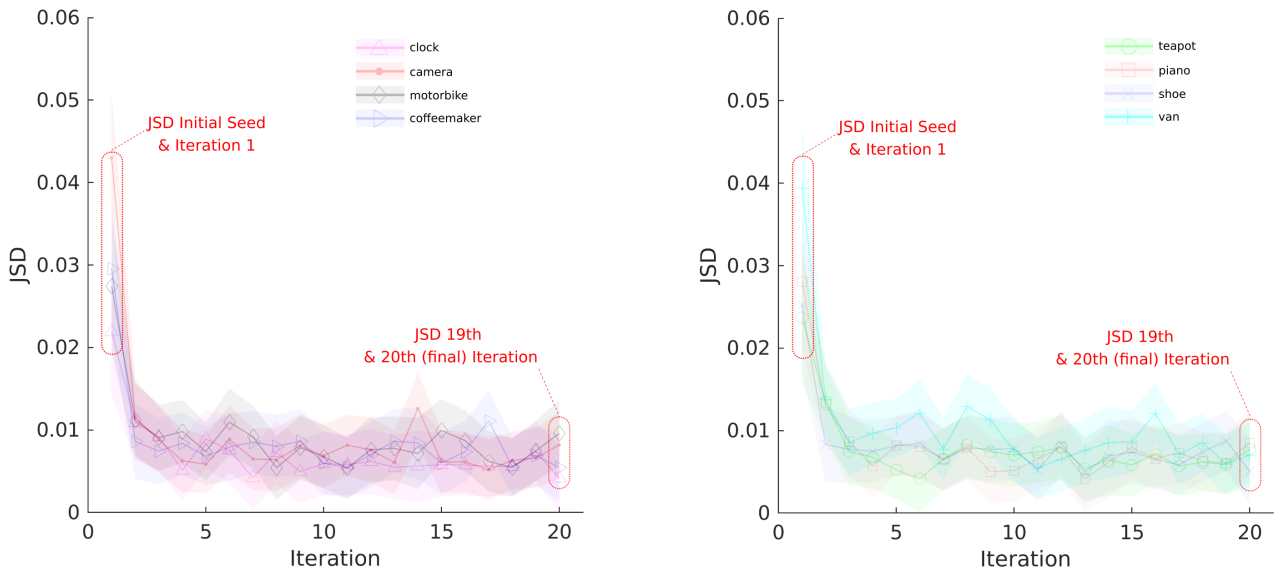 0.06
0.05
0.04
0.03
0.02
0.01
0
JSD
clock
camera
motorbike
coffeemaker
JSD Initial Seed
& Iteration 1
JSD 19th
& 20th (final) Iteration
0
5
10
15
20
Iteration
0.06
0.05
0.04
0.03
0.02
0.01
0
JSD
teapot
piano
shoe
van
JSD Initial Seed
& Iteration 1
JSD 19th
& 20th (final) Iteration
0
5
10
15
20
Iteration